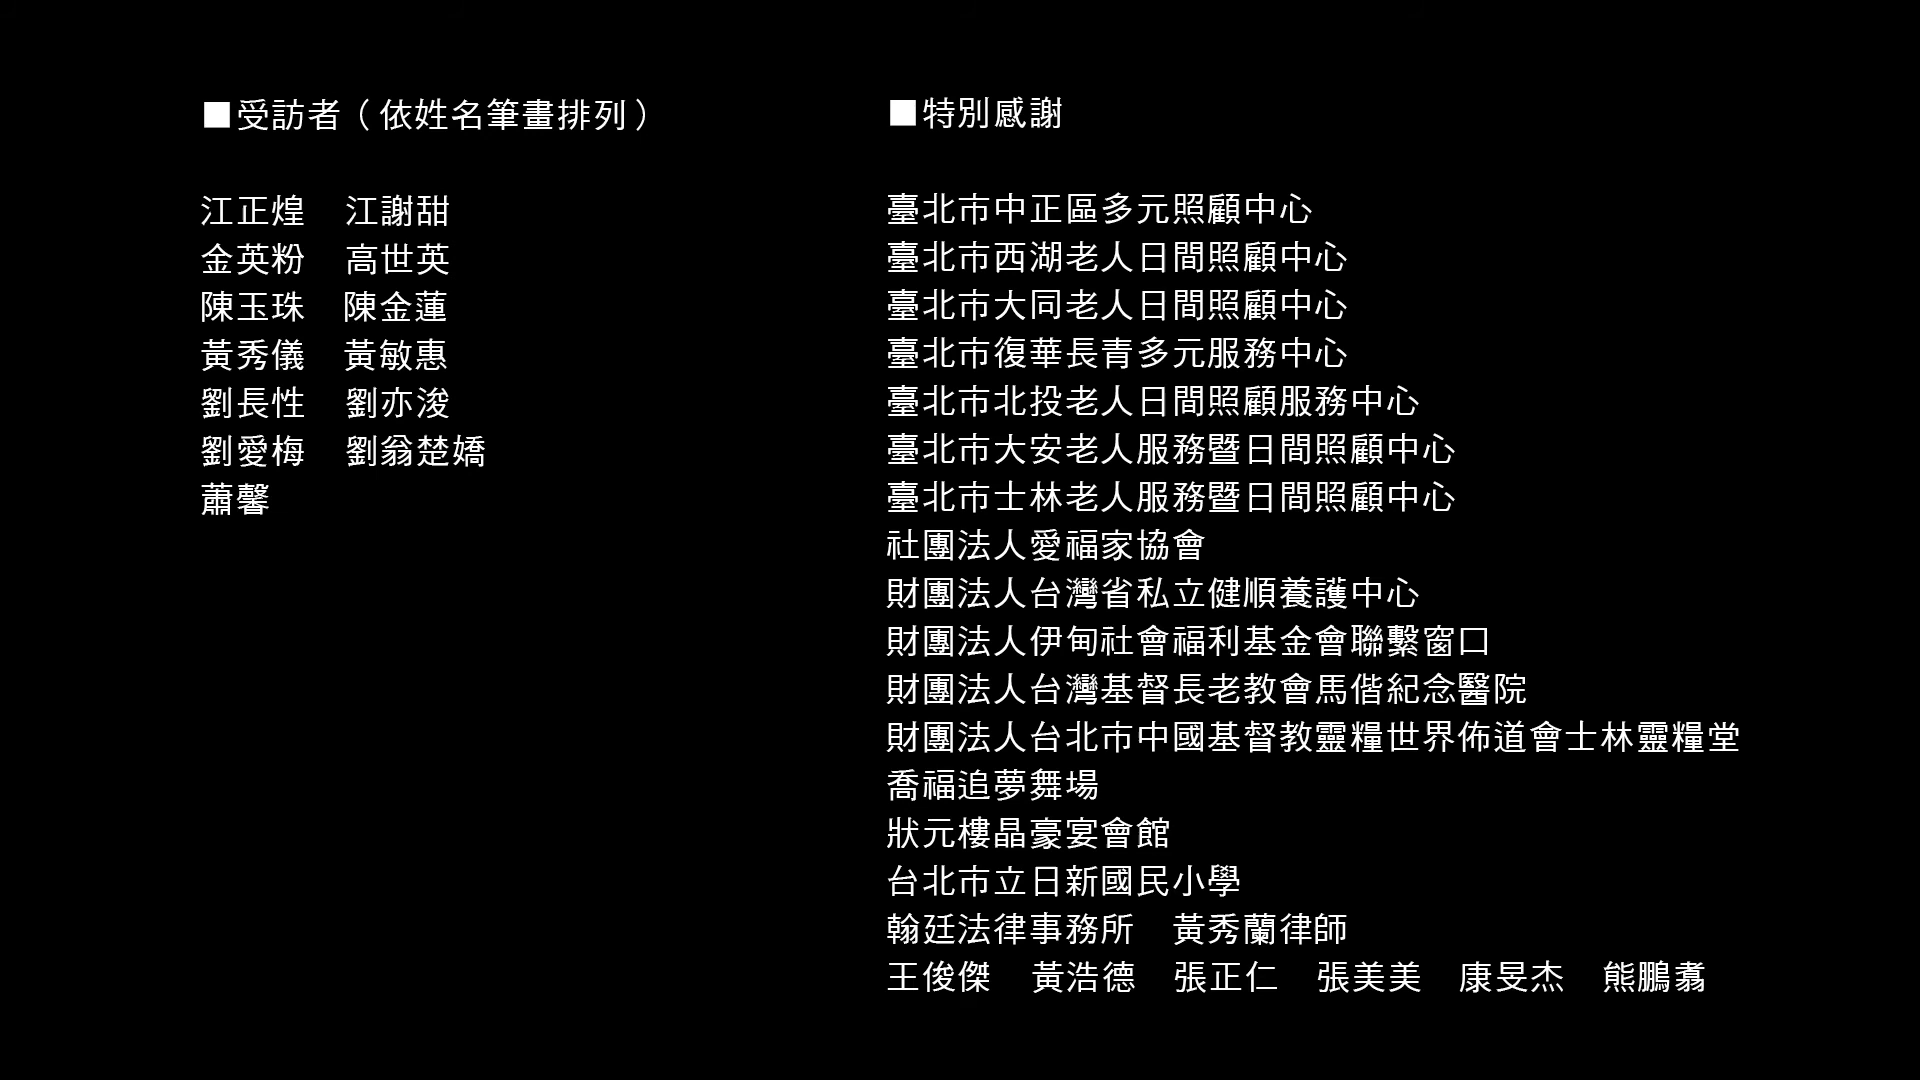 ■受訪者（依姓名筆畫排列）
江正煌　江謝甜
金英粉　高世英
陳玉珠　陳金蓮
黃秀儀　黃敏惠
劉長性　劉亦浚
劉愛梅　劉翁楚嬌
蕭馨
■特別感謝
臺北市中正區多元照顧中心
臺北市西湖老人日間照顧中心
臺北市大同老人日間照顧中心
臺北市復華長青多元服務中心
臺北市北投老人日間照顧服務中心
臺北市大安老人服務暨日間照顧中心
臺北市士林老人服務暨日間照顧中心
社團法人愛福家協會
財團法人台灣省私立健順養護中心
財團法人伊甸社會福利基金會聯繫窗口
財團法人台灣基督長老教會馬偕紀念醫院
財團法人台北市中國基督教靈糧世界佈道會士林靈糧堂
喬福追夢舞場
狀元樓晶豪宴會館
台北市立日新國民小學
翰廷法律事務所　黃秀蘭律師
王俊傑　黃浩德　張正仁　張美美　康旻杰　熊鵬翥